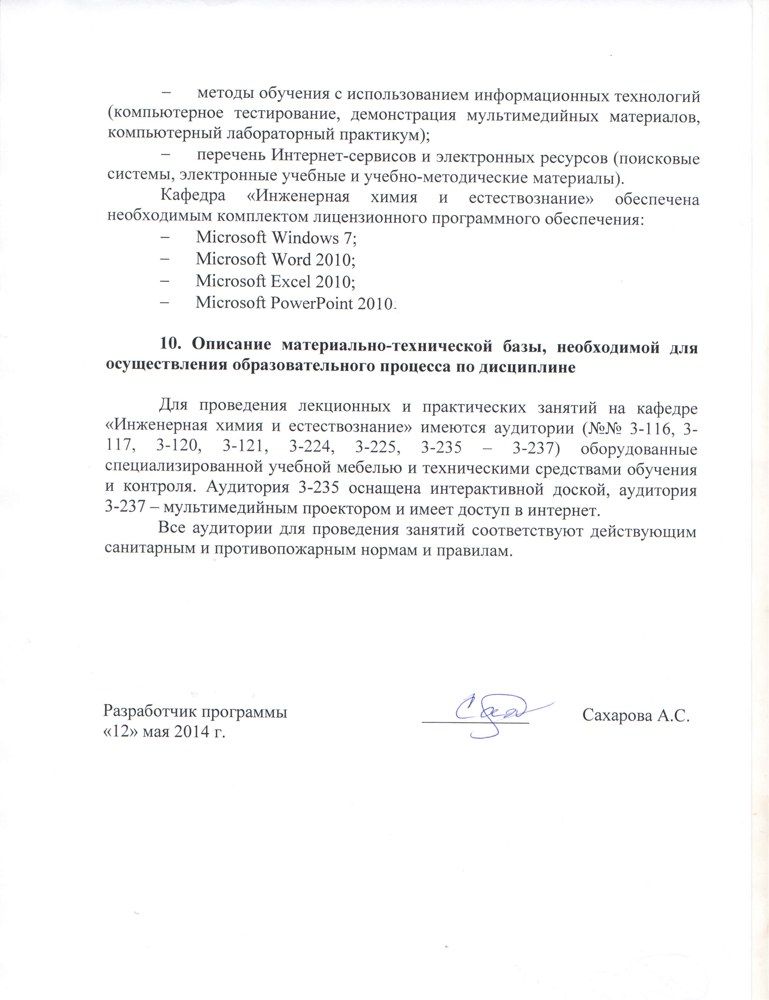 – методы обучения с использованием информационных технологий
(компьютерное тестирование, демонстрация мультимедийных материалов,
компьютерный лабораторный практикум);
– перечень Интернет-сервисов и электронных ресурсов (поисковые
системы, электронные учебные и учебно-методические материалы).
Кафедра «Инженерная химия и естествознание» обеспечена
необходимым комплектом лицензионного программного обеспечения:
– Microsoft Windows 7;
– Microsoft Word 2010;
– Microsoft Excel 2010;
– Microsoft PowerPoint 2010.
10. Описание материально-технической базы, необходимой для
осуществления образовательного процесса по дисциплине
Для проведения лекционных и практических занятий на кафедре
«Инженерная химия и естествознание» имеются аудитории (№№ 3-116, 3-
117, 3-120, 3-121, 3-224, 3-225, 3-235 – 3-237) оборудованные
специализированной учебной мебелью и техническими средствами обучения
и контроля. Аудитория 3-235 оснащена интерактивной доской, аудитория
3-237 – мультимедийным проектором и имеет доступ в интернет.
Все аудитории для проведения занятий соответствуют действующим
санитарным и противопожарным нормам и правилам.
Разработчик программы Сахарова А.С.
«12» мая 2014 г.